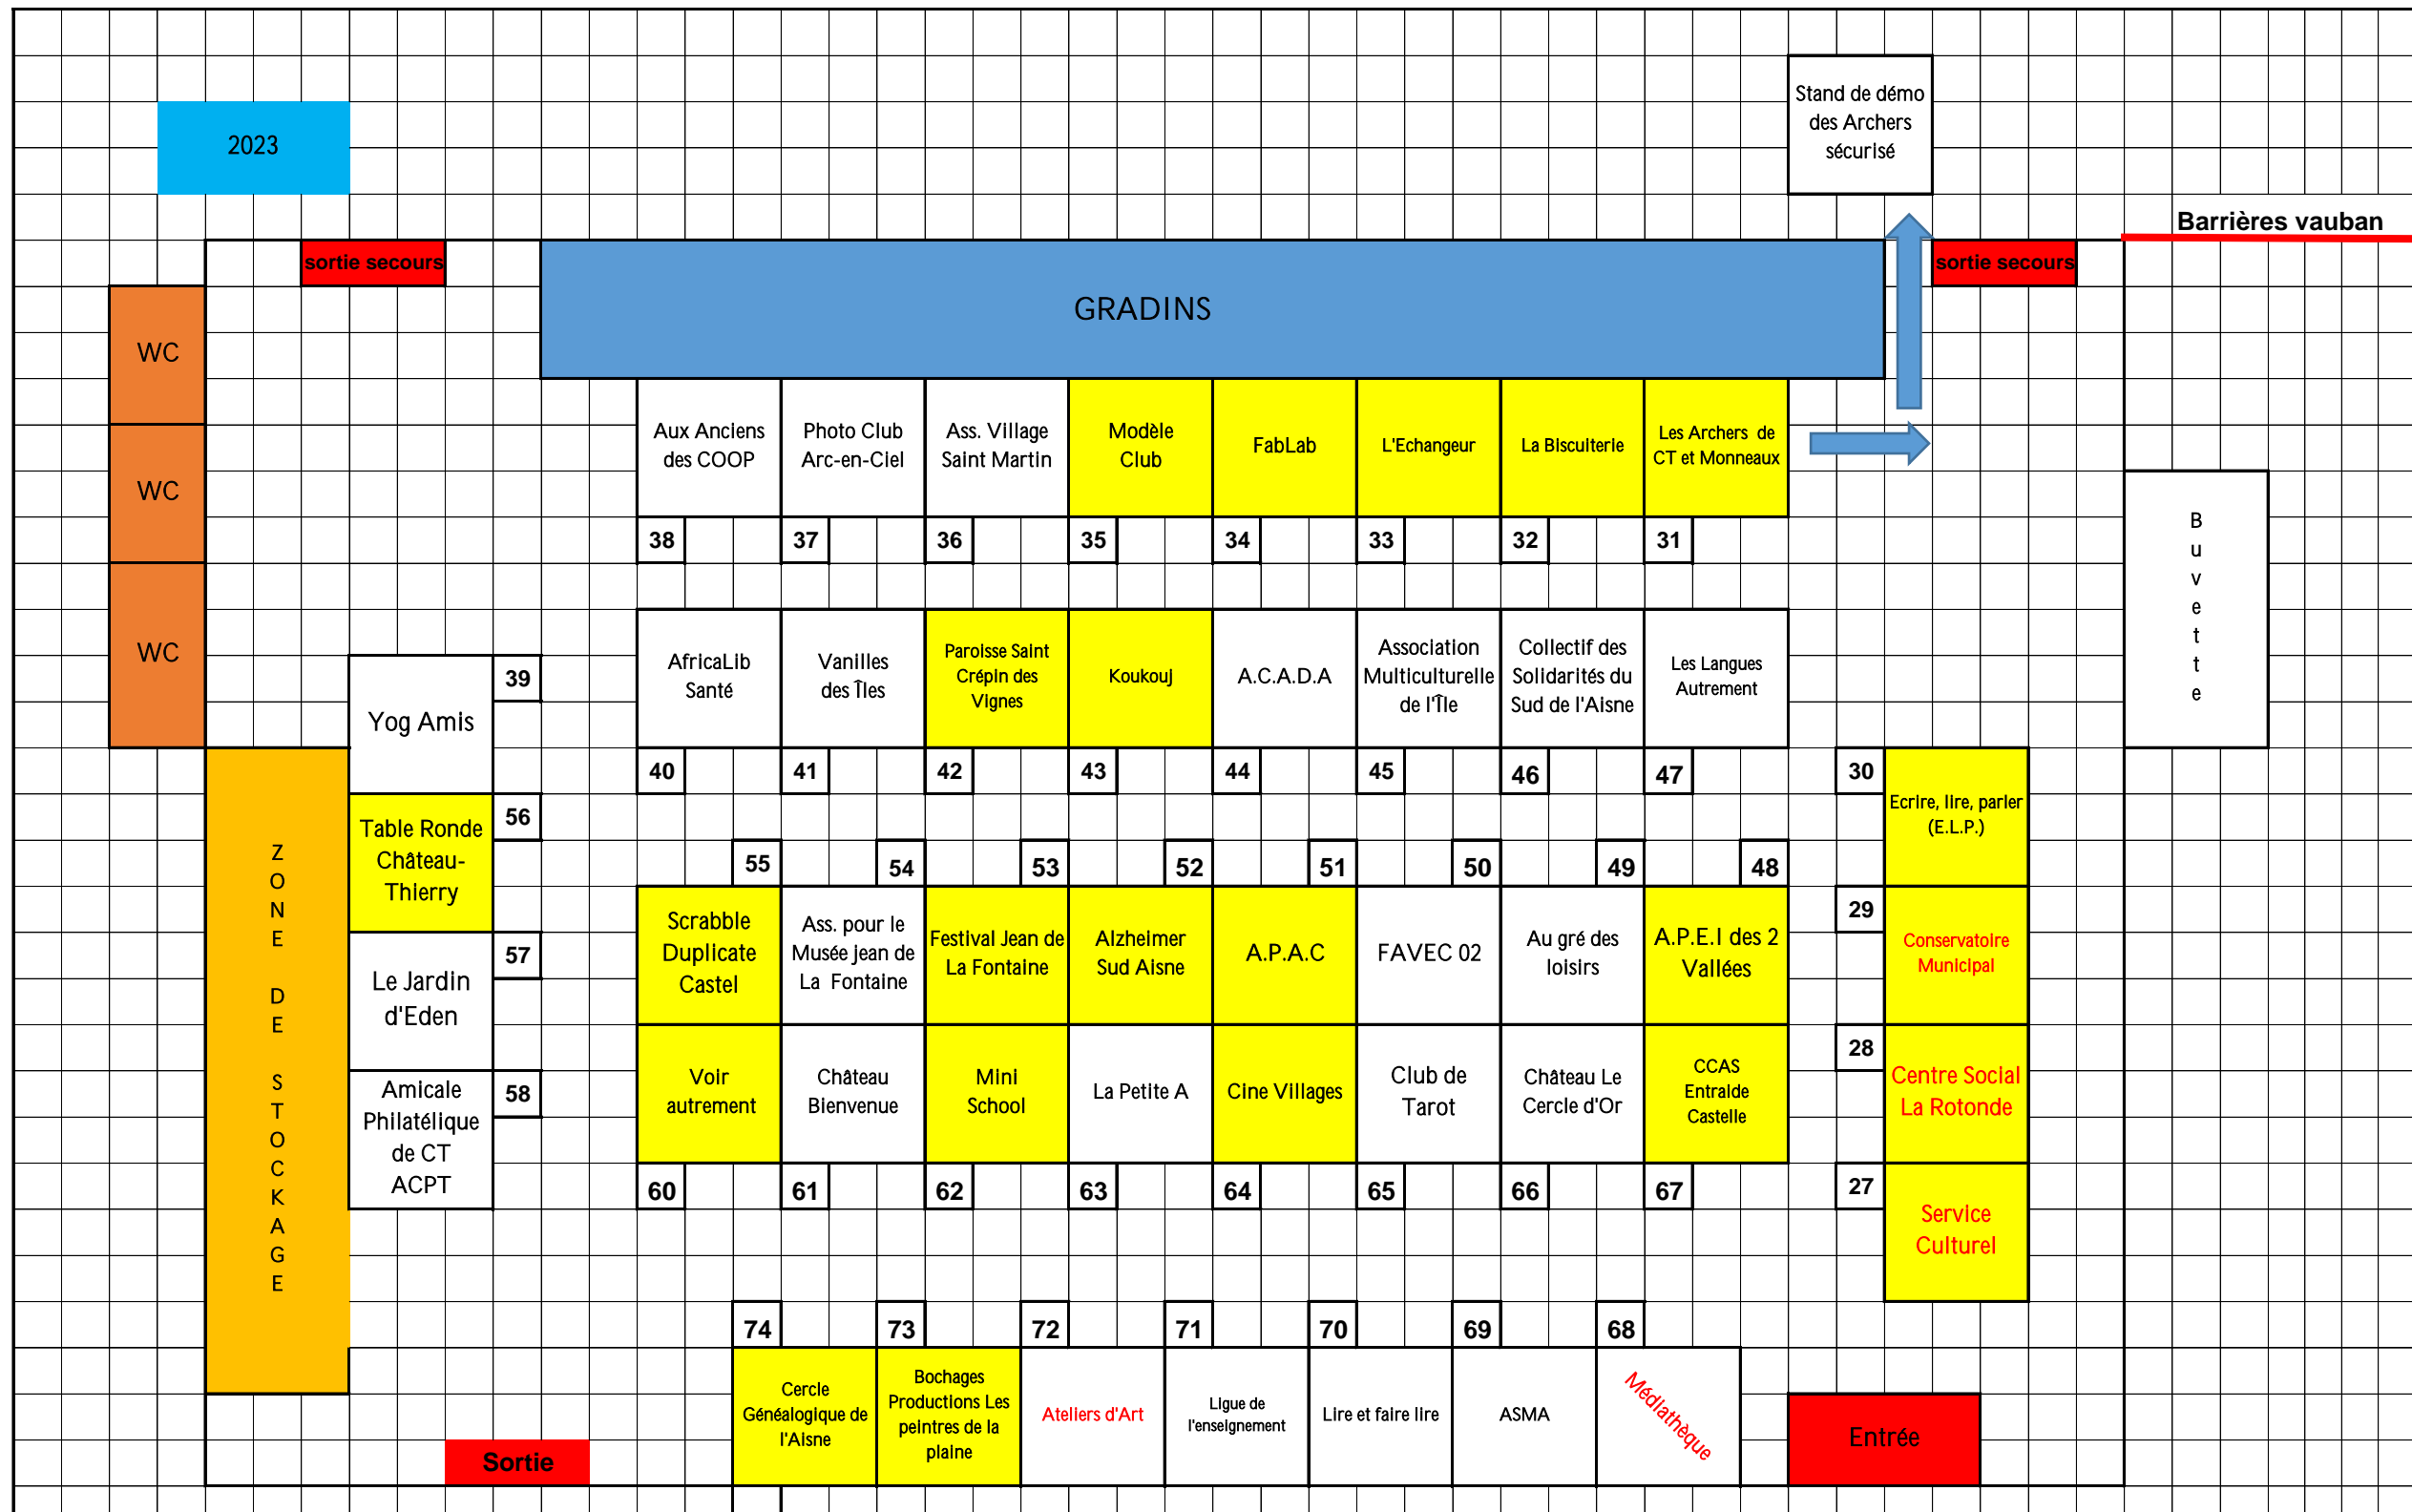 Stand de démo
des Archers
sécurisé
2023
Barrières vauban
sortie secours
sortie secours
GRADINS
WC
WC
WC
Aux Anciens
des COOP
Photo Club
Arc-en-Ciel
Ass. Village
Saint Martin
Modèle
Club
FabLab
L'Echangeur
La Biscuiterie
Les Archers de
CT et Monneaux
38
37
36
35
34
33
32
31
Buvette
AfricaLib
Santé
Vanilles
des Îles
Paroisse Saint
Crépin des
Vignes
Koukouj
A.C.A.D.A
Association
Multiculturelle
de l'Île
Collectif des
Solidarités du
Sud de l'Aisne
Les Langues
Autrement
39
Yog Amis
40
41
42
43
44
45
46
47
30
Ecrire, lire, parler
(E.L.P.)
56
Table Ronde
Château-
Thierry
ZONE DE STOCKAGE
55
54
53
52
51
50
49
48
29
Scrabble
Duplicate
Castel
Ass. pour le
Musée jean de
La Fontaine
Festival Jean de
La Fontaine
Alzheimer
Sud Aisne
A.P.A.C
FAVEC 02
Au gré des
loisirs
A.P.E.I des 2
Vallées
Conservatoire
Municipal
57
Le Jardin
d'Eden
58
Amicale
Philatélique
de CT
ACPT
Voir
autrement
Château
Bienvenue
Mini
School
La Petite A
Cine Villages
Club de
Tarot
Château Le
Cercle d'Or
CCAS
Entraide
Castelle
28
Centre Social
La Rotonde
60
61
62
63
64
65
66
67
27
Service
Culturel
74
73
72
71
70
69
68
Cercle
Généalogique de
l'Aisne
Bochages
Productions Les
peintres de la
plaine
Ateliers d'Art
Ligue de
l'enseignement
Lire et faire lire
ASMA
Médiathèque
Entrée
Sortie